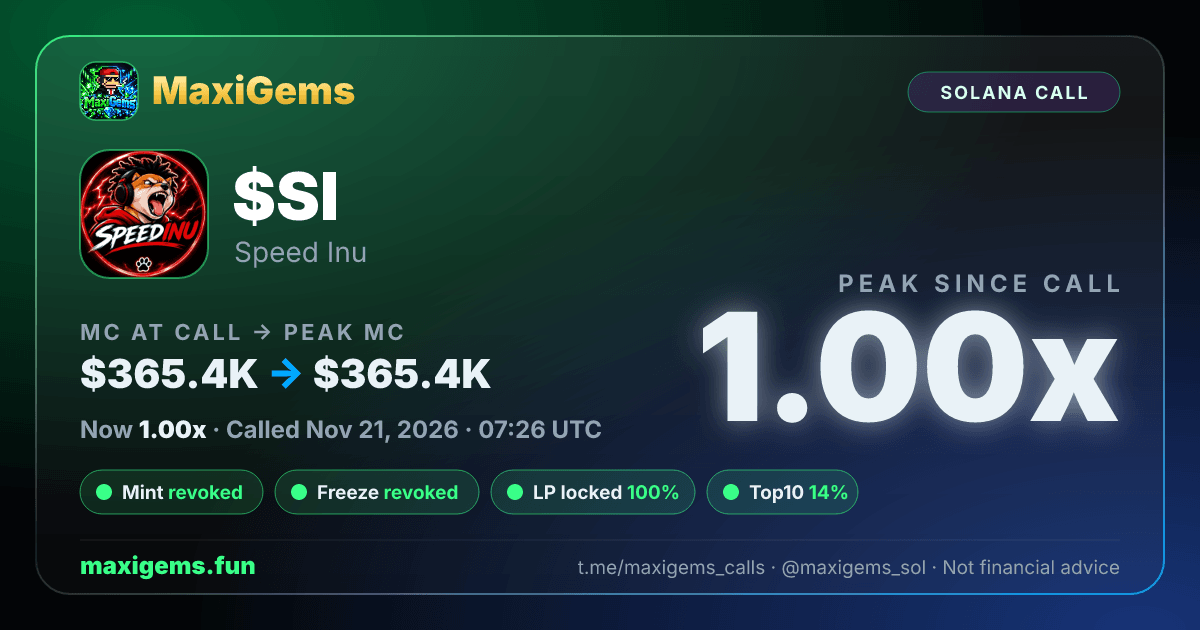 MaxiGems
MaxiGems
SOLANA CALL
SPEEDINU
$SI
Speed Inu
PEAK SINCE CALL
1.00x
MC AT CALL → PEAK MC
$365.4K → $365.4K
Now 1.00x · Called Nov 21, 2026 · 07:26 UTC
Mint revoked
Freeze revoked
LP locked 100%
Top10 14%
maxigems.fun
t.me/maxigems_calls · @maxigems_sol · Not financial advice